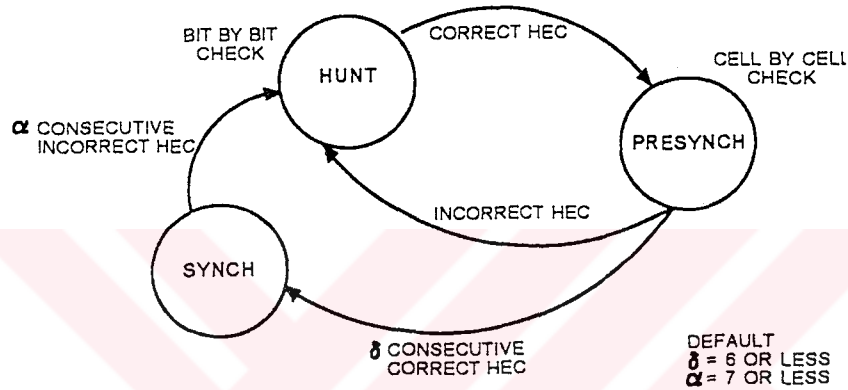 BIT BY BIT
CHECK
HUNT
CORRECT HEC
CELL BY CELL
CHECK
PRESYNCH
α CONSECUTIVE
INCORRECT HEC
INCORRECT HEC
SYNCH
δ CONSECUTIVE
CORRECT HEC
DEFAULT
δ = 6 OR LESS
α = 7 OR LESS